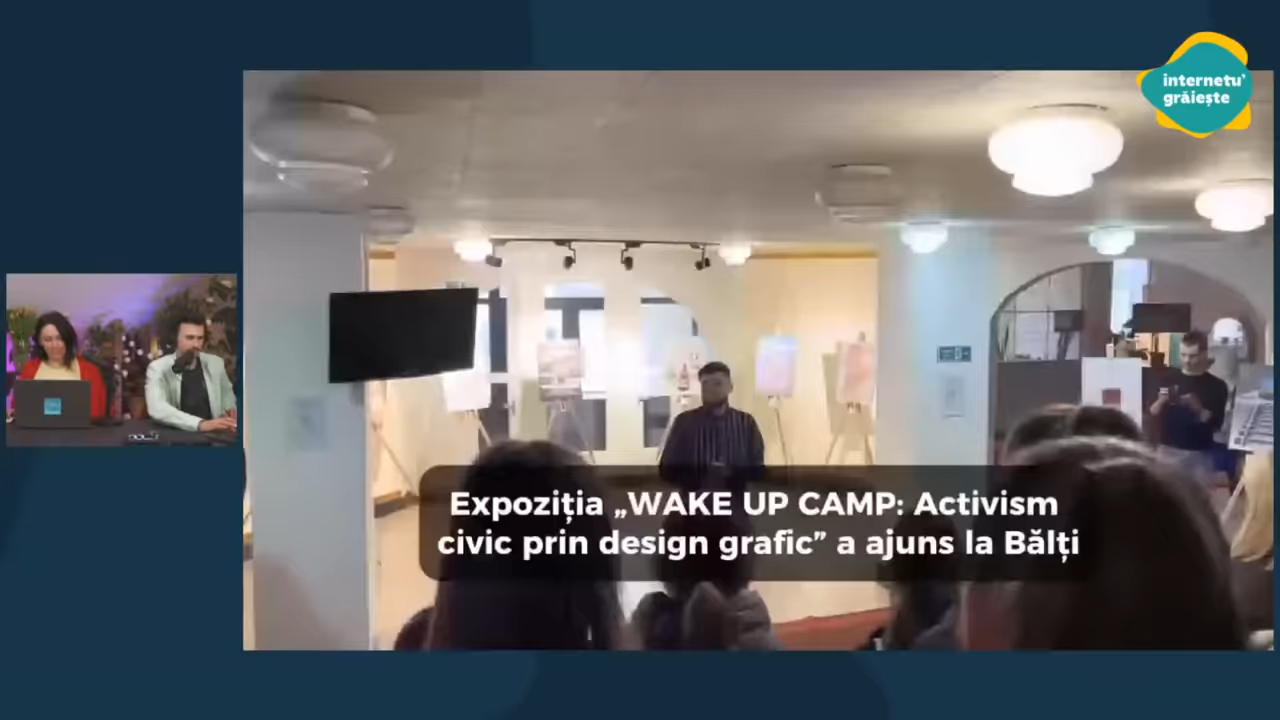 internetu'
grăiește
Expoziția „WAKE UP CAMP: Activism
civic prin design grafic” a ajuns la Bălți